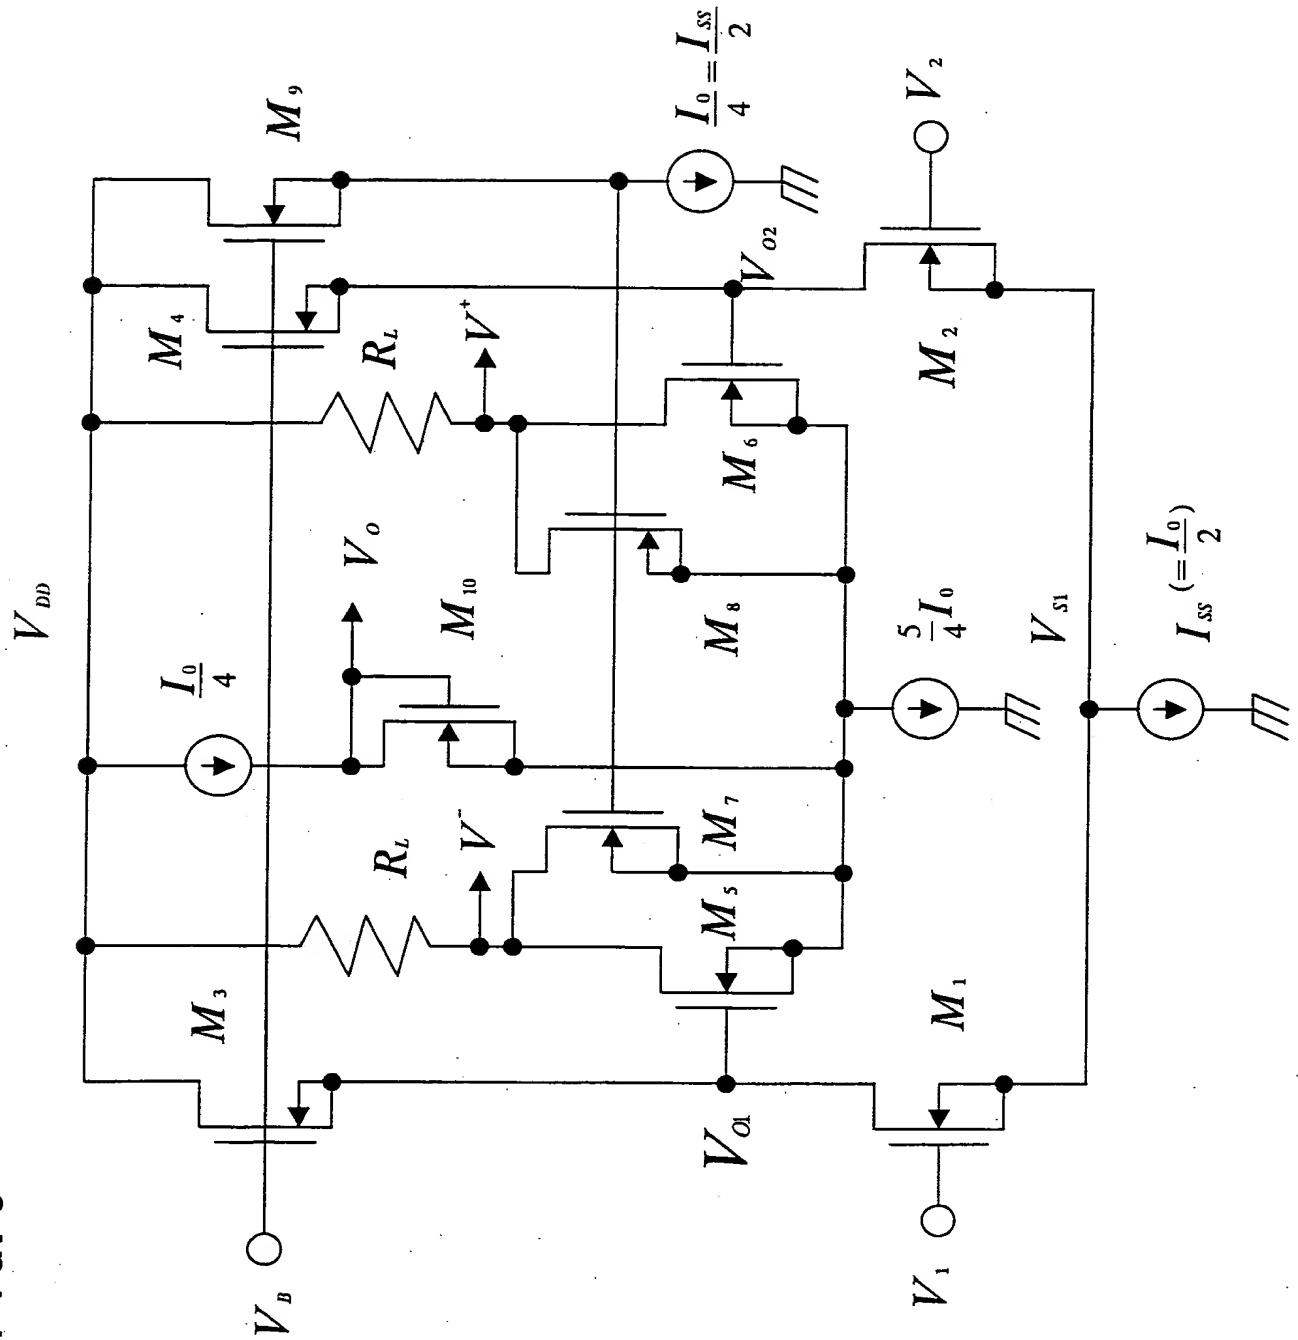 V_DD
M_9
I_0/4
M_4
M_3
R_L
V^+
V_O
R_L
V^-
M_10
I_0/4 = I_SS/2
V_B
V_O2
M_6
M_8
M_7
M_5
V_2
V_O1
M_2
5/4 I_0
V_S1
M_1
V_1
I_SS (= I_0/2)